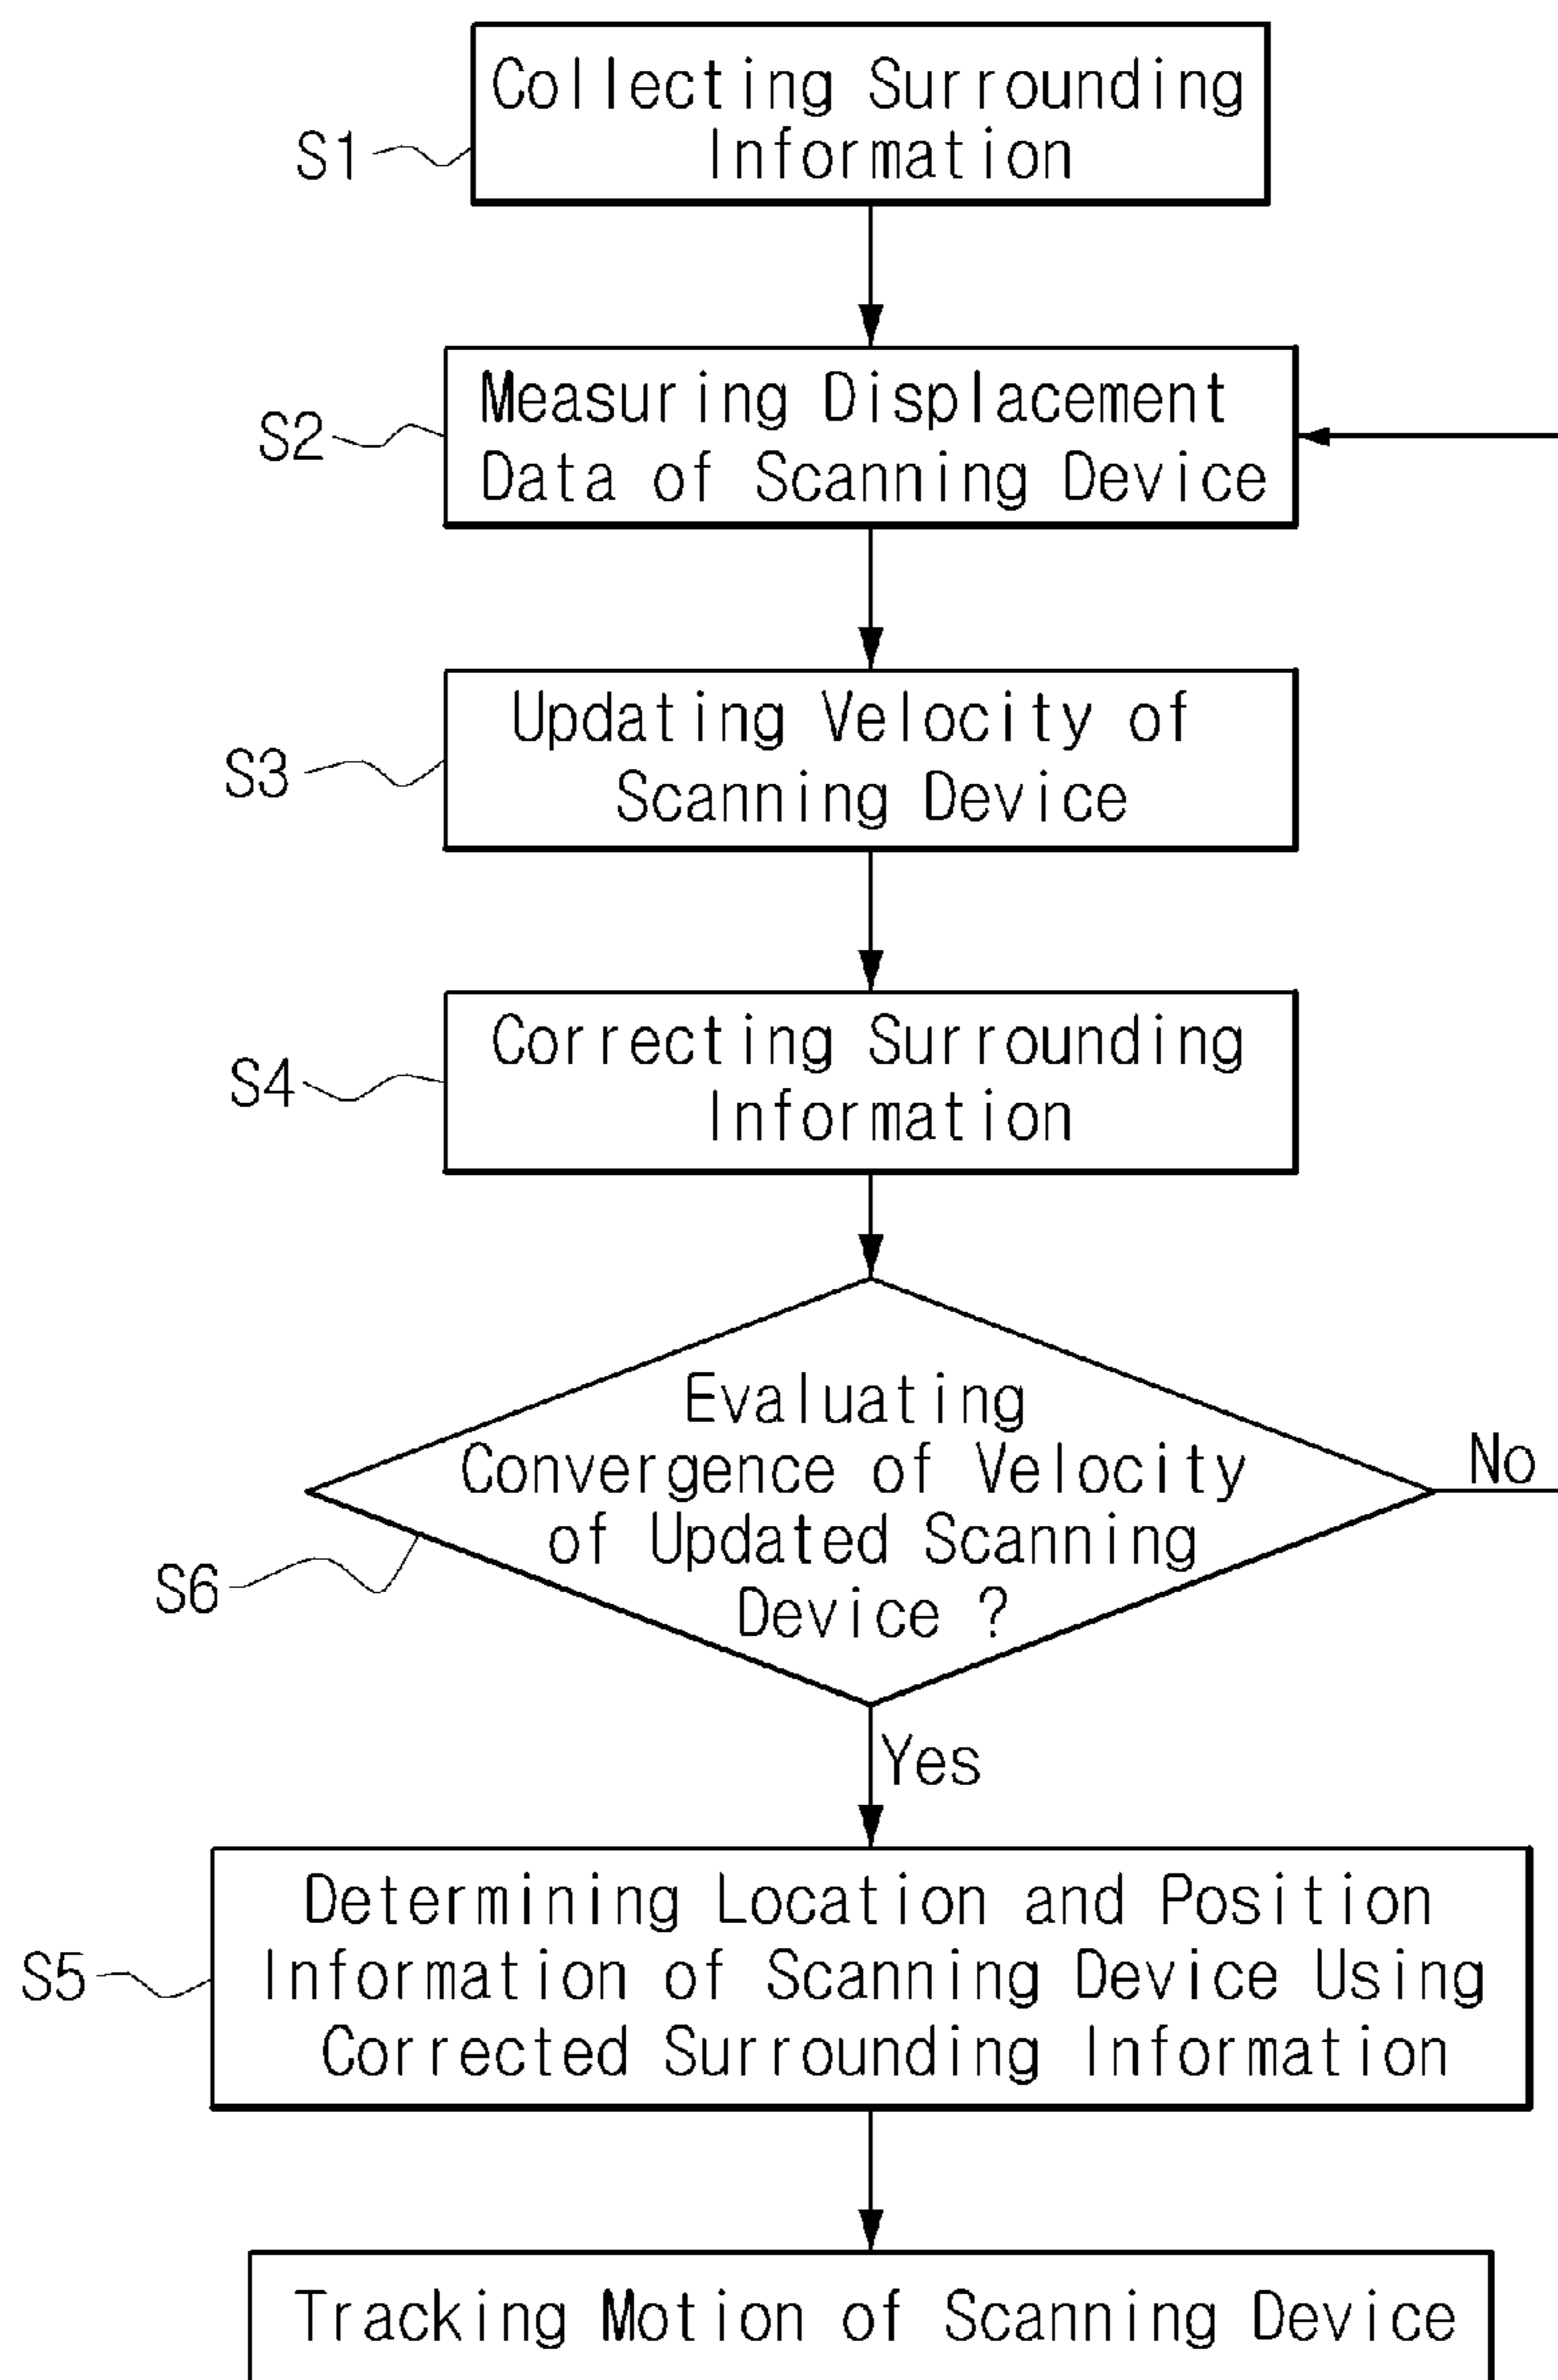 Collecting Surrounding
Information
S1
Measuring Displacement
Data of Scanning Device
S2
Updating Velocity of
Scanning Device
S3
Correcting Surrounding
Information
S4
Evaluating
Convergence of Velocity
of Updated Scanning
Device ?
No
S6
Yes
Determining Location and Position
Information of Scanning Device Using
Corrected Surrounding Information
S5
Tracking Motion of Scanning Device